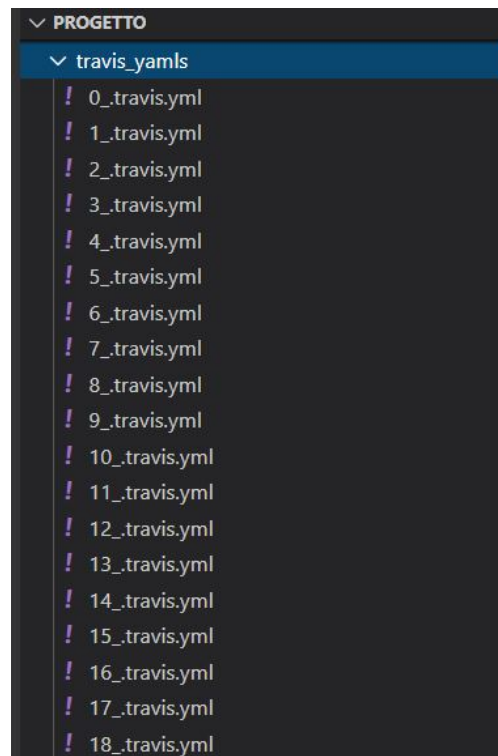 PROGETTO
travis_yamls
! 0_.travis.yml
! 1_.travis.yml
! 2_.travis.yml
! 3_.travis.yml
! 4_.travis.yml
! 5_.travis.yml
! 6_.travis.yml
! 7_.travis.yml
! 8_.travis.yml
! 9_.travis.yml
! 10_.travis.yml
! 11_.travis.yml
! 12_.travis.yml
! 13_.travis.yml
! 14_.travis.yml
! 15_.travis.yml
! 16_.travis.yml
! 17_.travis.yml
! 18_.travis.yml